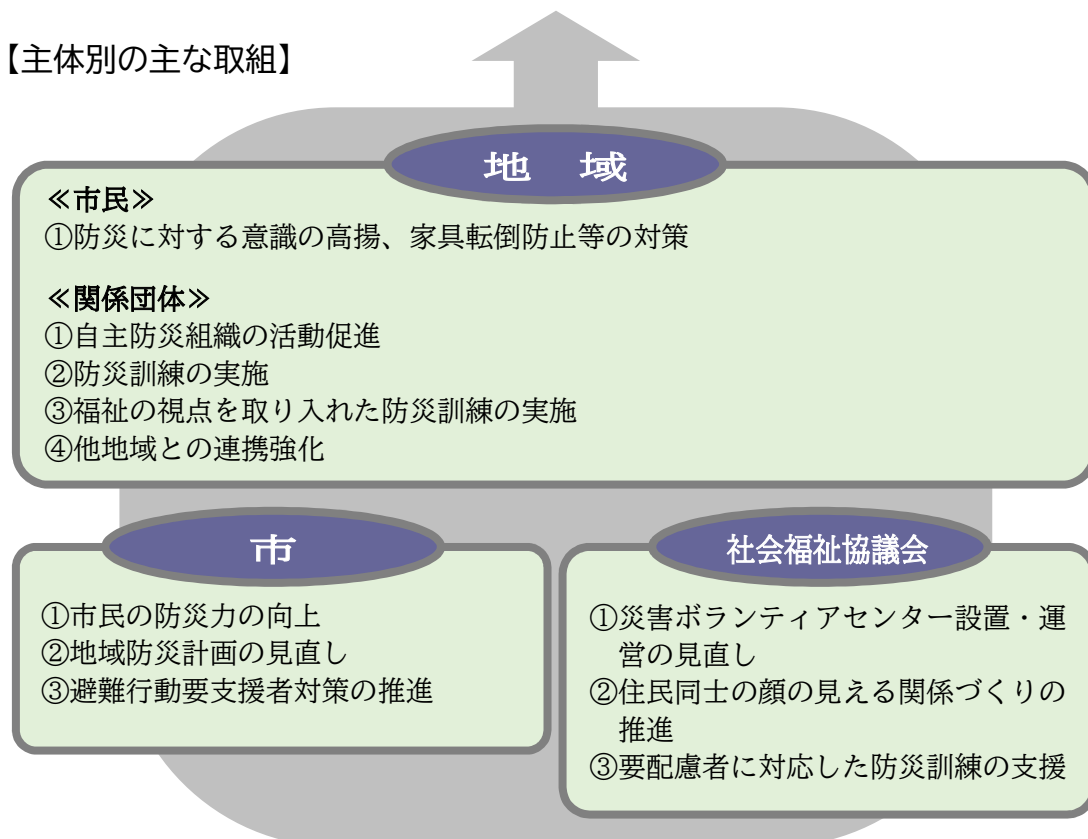 【主体別の主な取組】
地　域
≪市民≫
①防災に対する意識の高揚、家具転倒防止等の対策
≪関係団体≫
①自主防災組織の活動促進
②防災訓練の実施
③福祉の視点を取り入れた防災訓練の実施
④他地域との連携強化
市
①市民の防災力の向上
②地域防災計画の見直し
③避難行動要支援者対策の推進
社会福祉協議会
①災害ボランティアセンター設置・運
営の見直し
②住民同士の顔の見える関係づくりの
推進
③要配慮者に対応した防災訓練の支援